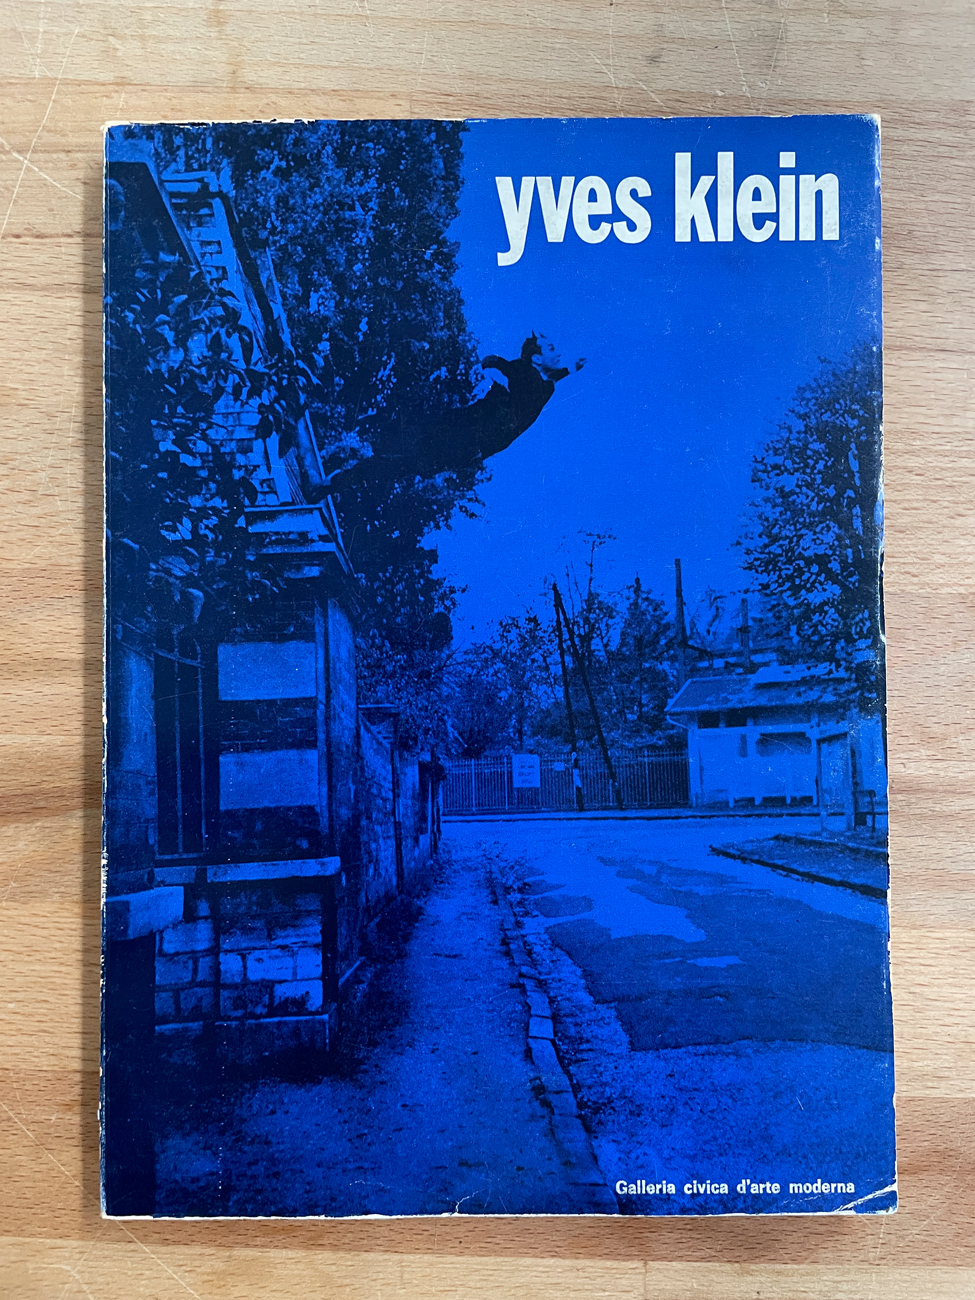 yves klein
Galleria civica d'arte moderna